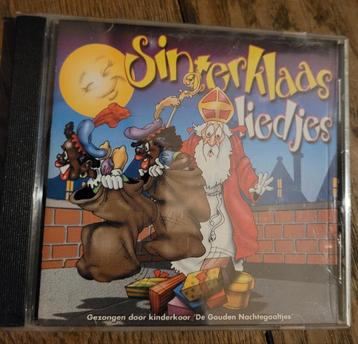 Sinterklaas
liedjes
Gezongen door kinderkoor 'De Gouden Nachtegaaltjes'